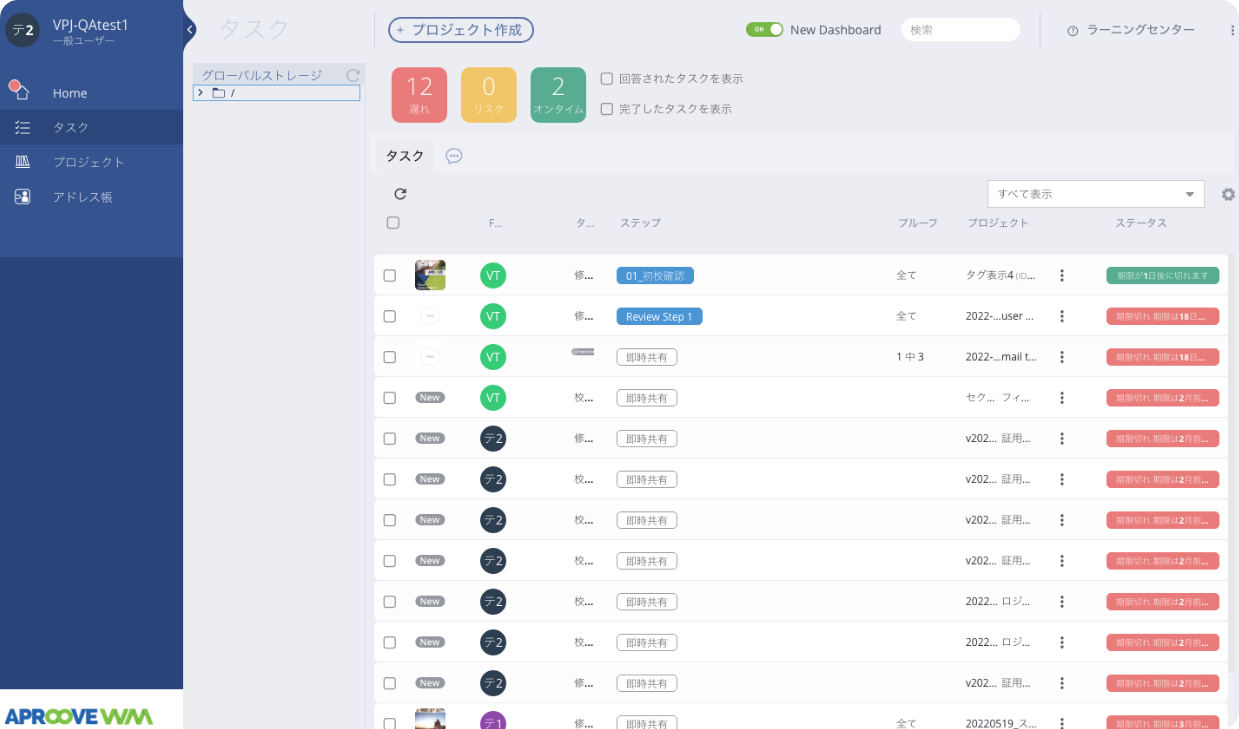 テ2
VPJ-QAtest1
一般ユーザー
Home
タスク
プロジェクト
アドレス帳
APROOVE WM
タスク
+ プロジェクト作成
ON New Dashboard
検索
ラーニングセンター
グローバルストレージ
/
12 遅れ
0 リスク
2 オンタイム
回答されたタスクを表示
完了したタスクを表示
タスク
すべて表示
F... タ... ステップ プルーフ プロジェクト ステータス
VT 修... 01_初校確認 全て タグ表示4 (ID... 期限が1日後に切れます
VT 修... Review Step 1 全て 2022-...user ... 期限切れ 期限は18日...
VT 即時共有 1 中 3 2022-...mail t... 期限切れ 期限は18日...
New VT 校... 即時共有 セク... フィ... 期限切れ 期限は2月前...
New テ2 修... 即時共有 v202... 証用... 期限切れ 期限は2月前...
New テ2 校... 即時共有 v202... 証用... 期限切れ 期限は2月前...
New テ2 校... 即時共有 v202... 証用... 期限切れ 期限は2月前...
New テ2 校... 即時共有 v202... 証用... 期限切れ 期限は2月前...
New テ2 校... 即時共有 2022... ロジ... 期限切れ 期限は2月前...
New テ2 校... 即時共有 2022... ロジ... 期限切れ 期限は2月前...
New テ2 修... 即時共有 v202... 証用... 期限切れ 期限は2月前...
テ1 修... 即時共有 全て 20220519_ス... 期限切れ 期限は3月前...